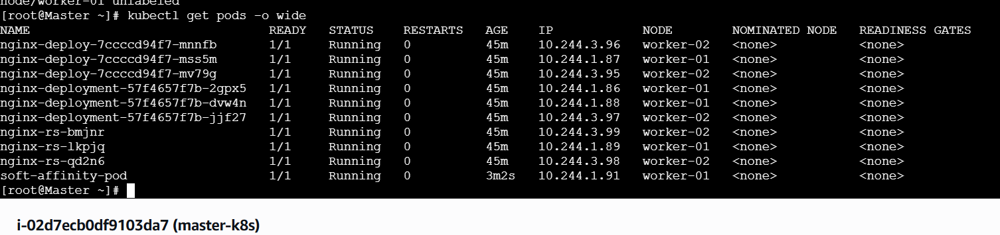 node/worker-01 unlabeled
[root@Master ~]# kubectl get pods -o wide
NAME READY STATUS RESTARTS AGE IP NODE NOMINATED NODE READINESS GATES
nginx-deploy-7ccccd94f7-mnnfb 1/1 Running 0 45m 10.244.3.96 worker-02 <none> <none>
nginx-deploy-7ccccd94f7-mss5m 1/1 Running 0 45m 10.244.1.87 worker-01 <none> <none>
nginx-deploy-7ccccd94f7-mv79g 1/1 Running 0 45m 10.244.3.95 worker-02 <none> <none>
nginx-deployment-57f4657f7b-2gpx5 1/1 Running 0 45m 10.244.1.86 worker-01 <none> <none>
nginx-deployment-57f4657f7b-dvw4n 1/1 Running 0 45m 10.244.1.88 worker-01 <none> <none>
nginx-deployment-57f4657f7b-jjf27 1/1 Running 0 45m 10.244.3.97 worker-02 <none> <none>
nginx-rs-bmjnr 1/1 Running 0 45m 10.244.3.99 worker-02 <none> <none>
nginx-rs-lkpjq 1/1 Running 0 45m 10.244.1.89 worker-01 <none> <none>
nginx-rs-qd2n6 1/1 Running 0 45m 10.244.3.98 worker-02 <none> <none>
soft-affinity-pod 1/1 Running 0 3m2s 10.244.1.91 worker-01 <none> <none>
[root@Master ~]#
i-02d7ecb0df9103da7 (master-k8s)